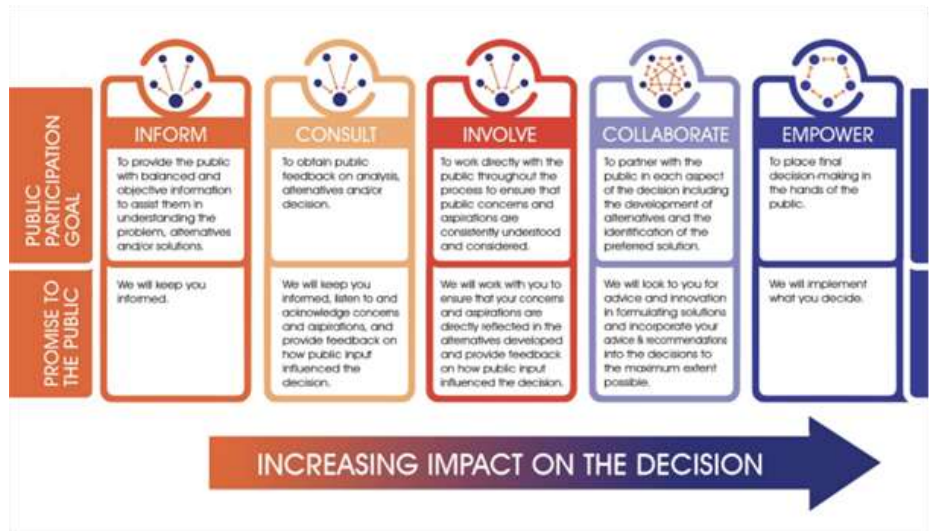 PUBLIC
PARTICIPATION
GOAL
INFORM
To provide the public
with balanced and
objective information
to assist them in
understanding the
problem, alternatives
and/or solutions.
CONSULT
To obtain public
feedback on analysis,
alternatives and/or
decision.
INVOLVE
To work directly with the
public throughout the
process to ensure that
public concerns and
aspirations are
consistently understood
and considered.
COLLABORATE
To partner with the
public in each aspect
of the decision including
the development of
alternatives and the
identification of the
preferred solution.
EMPOWER
To place final
decision-making in
the hands of the
public.
PROMISE TO
THE PUBLIC
We will keep you
informed.
We will keep you
informed, listen to and
acknowledge concerns
and aspirations, and
provide feedback on
how public input
influenced the
decision.
We will work with you to
ensure that your concerns
and aspirations are
directly reflected in the
alternatives developed
and provide feedback
on how public input
influenced the decision.
We will look to you for
advice and innovation
in formulating solutions
and incorporate your
advice & recommendations
into the decisions to
the maximum extent
possible.
We will implement
what you decide.
INCREASING IMPACT ON THE DECISION